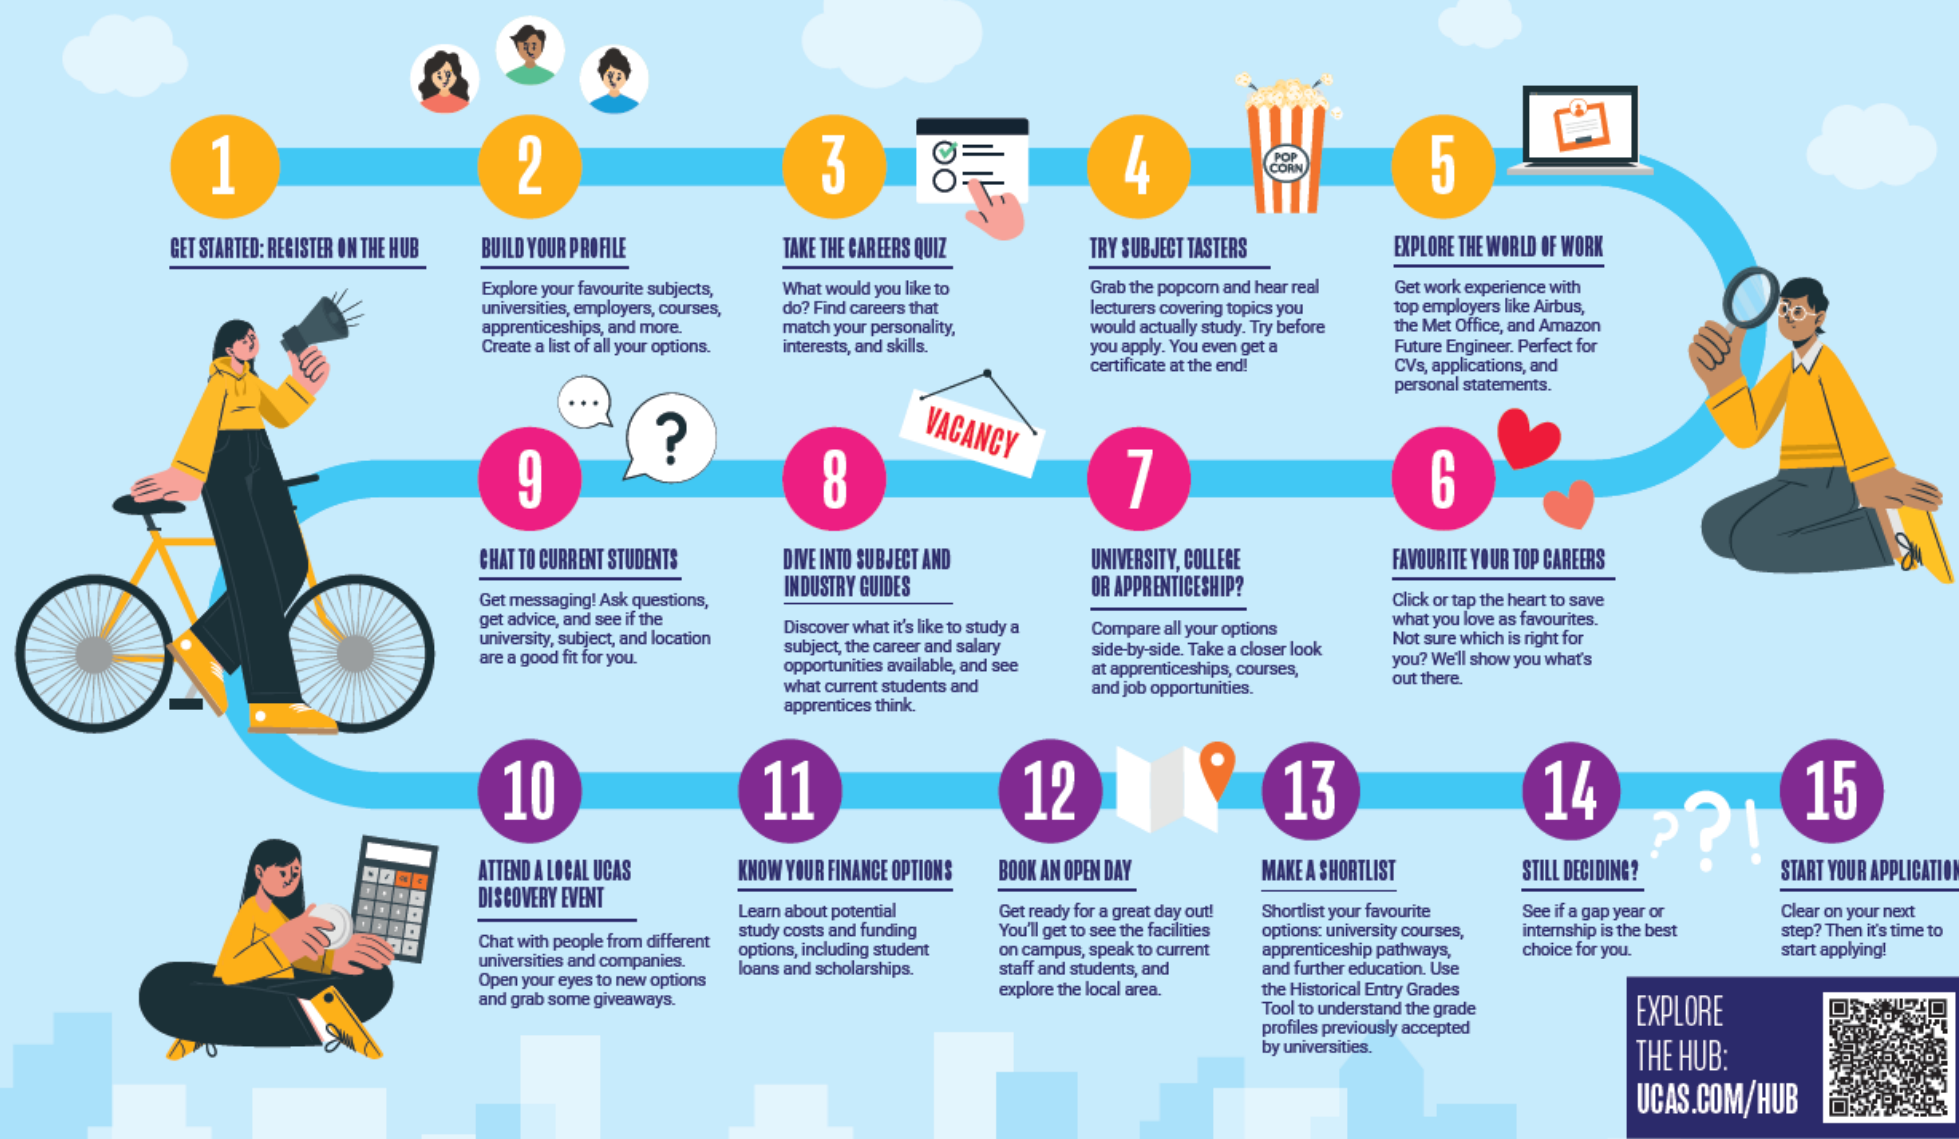 1
GET STARTED: REGISTER ON THE HUB
2
BUILD YOUR PROFILE
Explore your favourite subjects,
universities, employers, courses,
apprenticeships, and more.
Create a list of all your options.
3
TAKE THE CAREERS QUIZ
What would you like to
do? Find careers that
match your personality,
interests, and skills.
4
TRY SUBJECT TASTERS
Grab the popcorn and hear real
lecturers covering topics you
would actually study. Try before
you apply. You even get a
certificate at the end!
POP
CORN
5
EXPLORE THE WORLD OF WORK
Get work experience with
top employers like Airbus,
the Met Office, and Amazon
Future Engineer. Perfect for
CVs, applications, and
personal statements.
6
FAVOURITE YOUR TOP CAREERS
Click or tap the heart to save
what you love as favourites.
Not sure which is right for
you? We'll show you what's
out there.
7
UNIVERSITY, COLLEGE
OR APPRENTICESHIP?
Compare all your options
side-by-side. Take a closer look
at apprenticeships, courses,
and job opportunities.
VACANCY
8
DIVE INTO SUBJECT AND
INDUSTRY GUIDES
Discover what it's like to study a
subject, the career and salary
opportunities available, and see
what current students and
apprentices think.
?
9
CHAT TO CURRENT STUDENTS
Get messaging! Ask questions,
get advice, and see if the
university, subject, and location
are a good fit for you.
10
ATTEND A LOCAL UCAS
DISCOVERY EVENT
Chat with people from different
universities and companies.
Open your eyes to new options
and grab some giveaways.
11
KNOW YOUR FINANCE OPTIONS
Learn about potential
study costs and funding
options, including student
loans and scholarships.
12
BOOK AN OPEN DAY
Get ready for a great day out!
You'll get to see the facilities
on campus, speak to current
staff and students, and
explore the local area.
13
MAKE A SHORTLIST
Shortlist your favourite
options: university courses,
apprenticeship pathways,
and further education. Use
the Historical Entry Grades
Tool to understand the grade
profiles previously accepted
by universities.
14
STILL DECIDING?
See if a gap year or
internship is the best
choice for you.
??!
15
START YOUR APPLICATION
Clear on your next
step? Then it's time to
start applying!
EXPLORE
THE HUB:
UCAS.COM/HUB